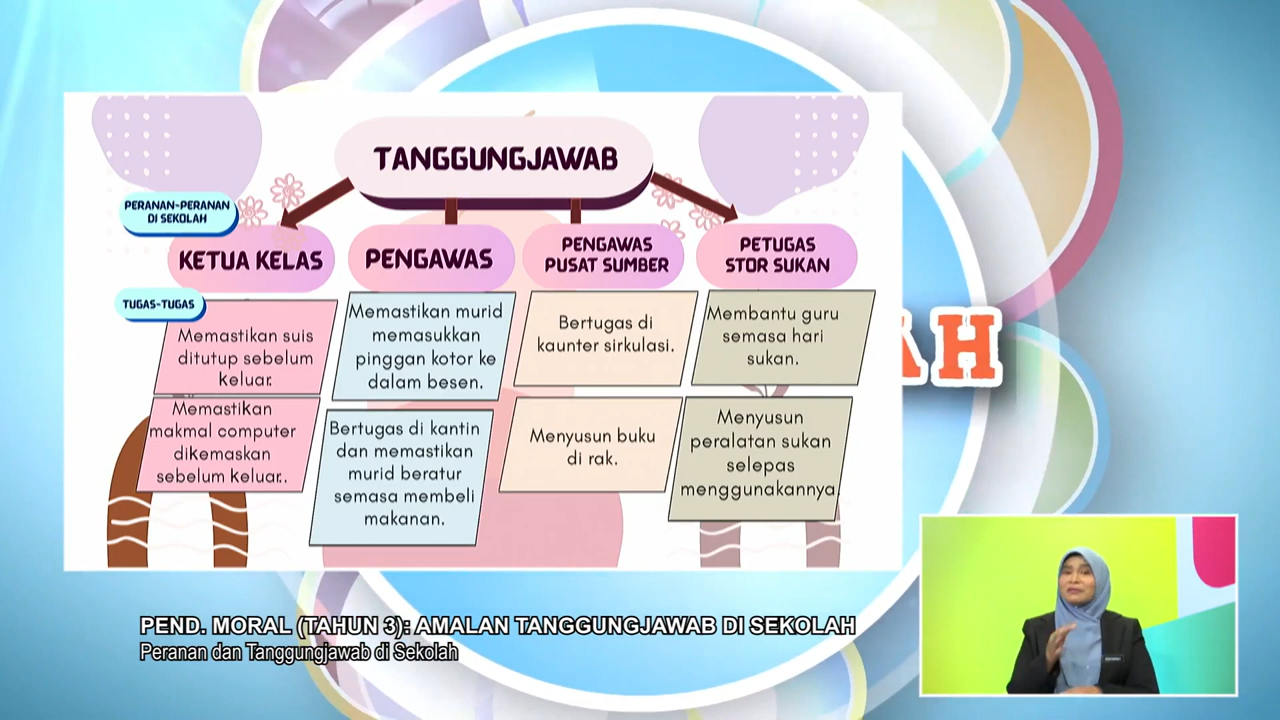 TANGGUNGJAWAB
PERANAN-PERANAN
DI SEKOLAH
KETUA KELAS
PENGAWAS
PENGAWAS
PUSAT SUMBER
PETUGAS
STOR SUKAN
TUGAS-TUGAS
Memastikan suis
ditutup sebelum
keluar.
Memastikan murid
memasukkan
pinggan kotor ke
dalam besen.
Bertugas di
kaunter sirkulasi.
Membantu guru
semasa hari
sukan.
Memastikan
makmal computer
dikemaskan
sebelum keluar..
Bertugas di kantin
dan memastikan
murid beratur
semasa membeli
makanan.
Menyusun buku
di rak.
Menyusun
peralatan sukan
selepas
menggunakannya.
AH
PEND. MORAL (TAHUN 3): AMALAN TANGGUNGJAWAB DI SEKOLAH
Peranan dan Tanggungjawab di Sekolah